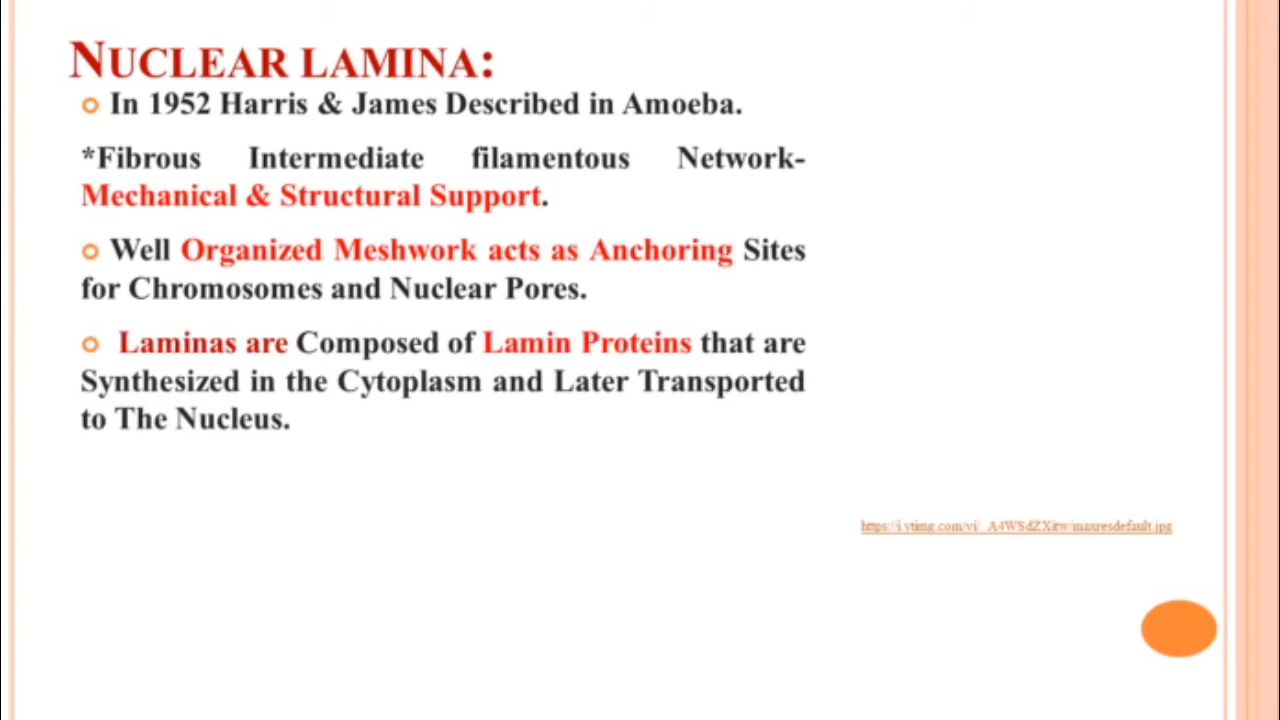 NUCLEAR LAMINA:
In 1952 Harris & James Described in Amoeba.
*Fibrous Intermediate filamentous Network-
Mechanical & Structural Support.
Well Organized Meshwork acts as Anchoring Sites
for Chromosomes and Nuclear Pores.
Laminas are Composed of Lamin Proteins that are
Synthesized in the Cytoplasm and Later Transported
to The Nucleus.
https://i.ytimg.com/vi/_A4WSdZXitw/maxresdefault.jpg